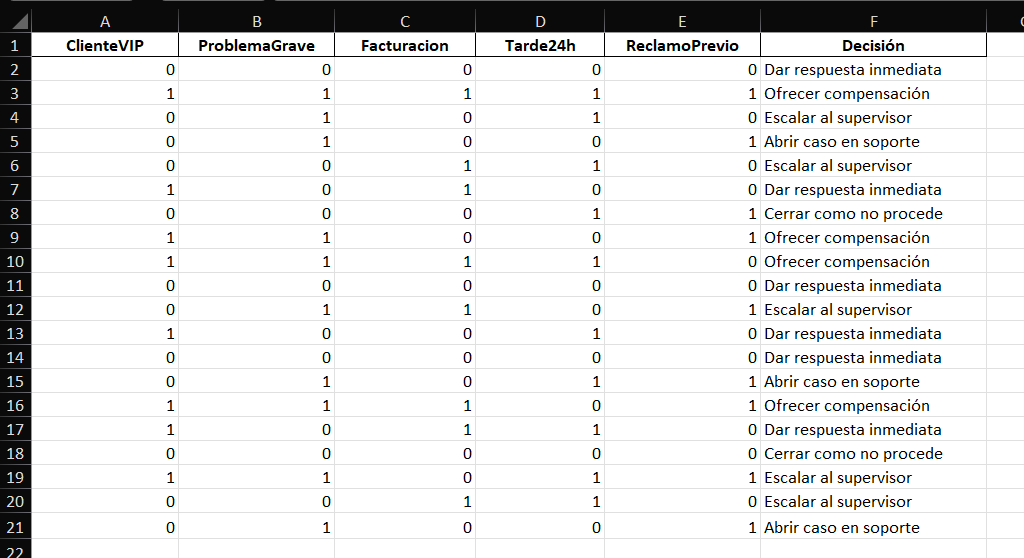 A B C D E F
1 ClienteVIP ProblemaGrave Facturacion Tarde24h ReclamoPrevio Decisión
2 0 0 0 0 0 Dar respuesta inmediata
3 1 1 1 1 1 Ofrecer compensación
4 0 1 0 1 0 Escalar al supervisor
5 0 1 0 0 1 Abrir caso en soporte
6 0 0 1 1 0 Escalar al supervisor
7 1 0 1 0 0 Dar respuesta inmediata
8 0 0 0 1 1 Cerrar como no procede
9 1 1 0 0 1 Ofrecer compensación
10 1 1 1 1 0 Ofrecer compensación
11 0 0 0 0 0 Dar respuesta inmediata
12 0 1 1 0 1 Escalar al supervisor
13 1 0 0 1 0 Dar respuesta inmediata
14 0 0 0 0 0 Dar respuesta inmediata
15 0 1 0 1 1 Abrir caso en soporte
16 1 1 1 0 1 Ofrecer compensación
17 1 0 1 1 0 Dar respuesta inmediata
18 0 0 0 0 0 Cerrar como no procede
19 1 1 0 1 1 Escalar al supervisor
20 0 0 1 1 0 Escalar al supervisor
21 0 1 0 0 1 Abrir caso en soporte
22